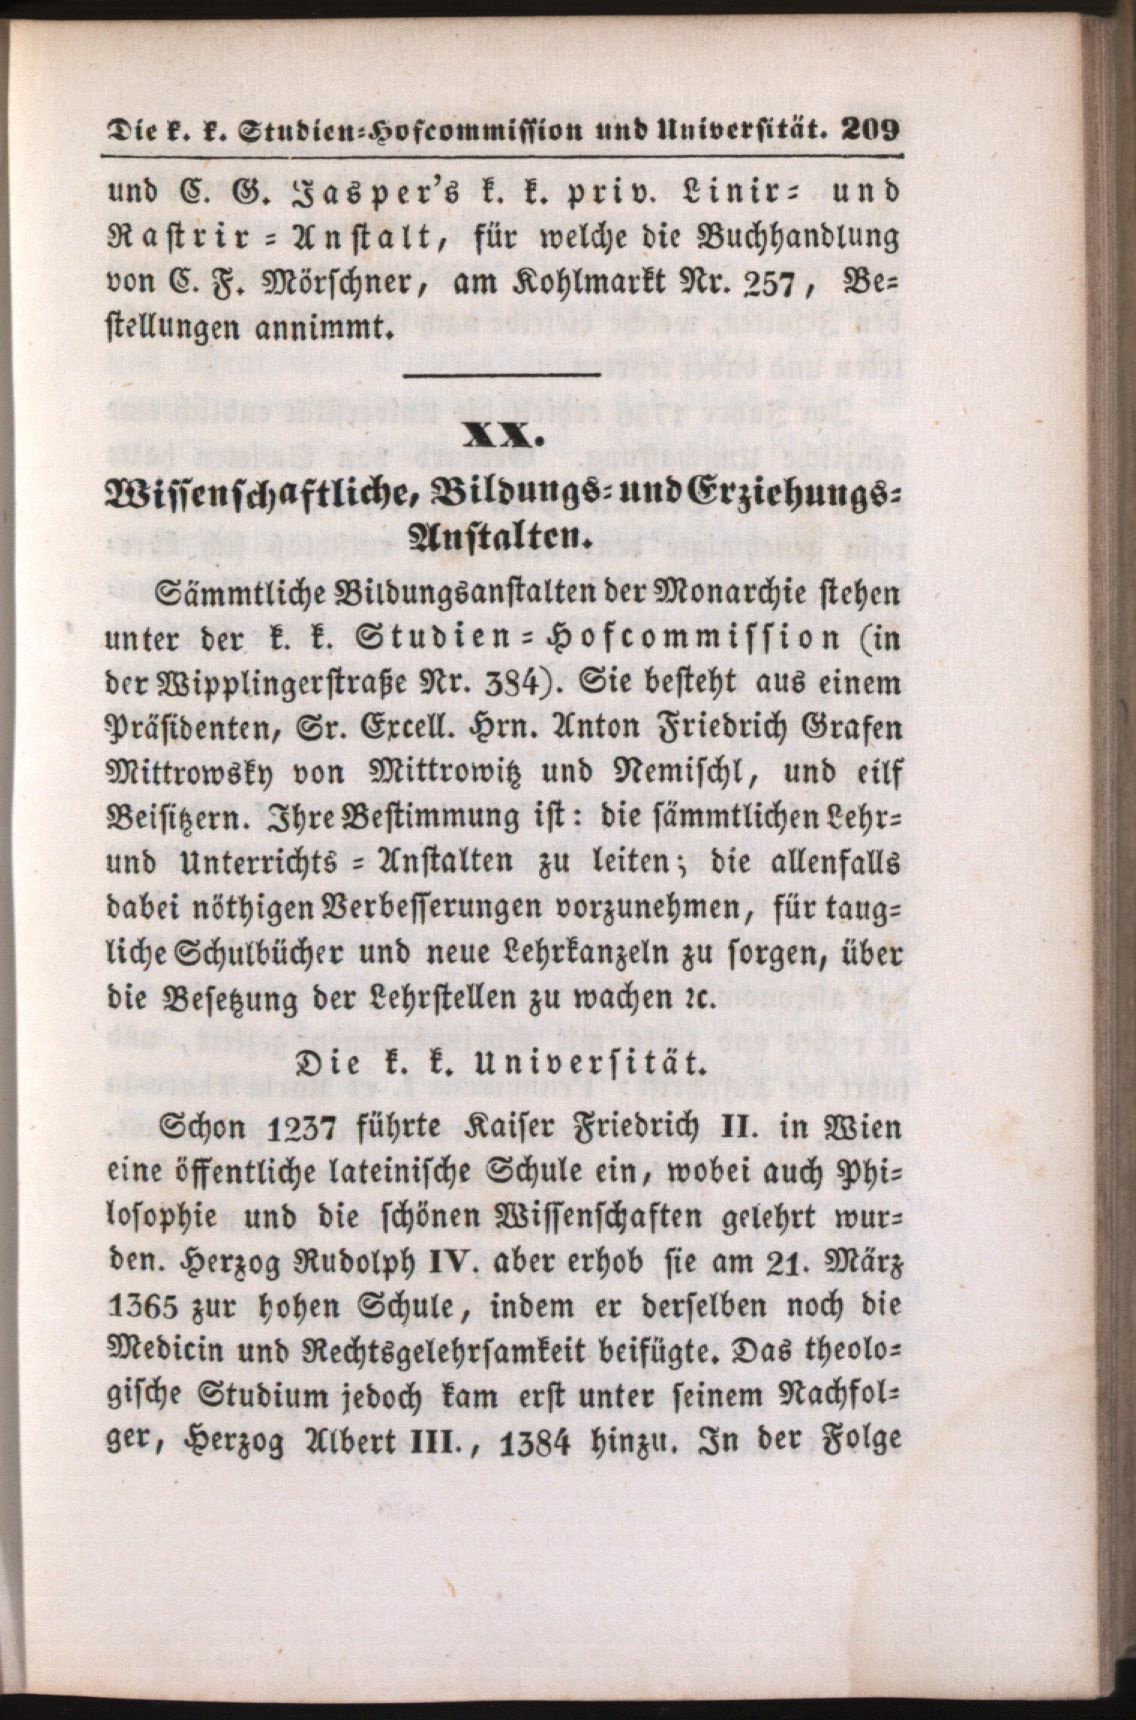 Die k. k. Studien-Hofcommission und Universität. 209
und C. G. Jasper's k. k. priv. Linir- und
Rastrir-Anstalt, für welche die Buchhandlung
von C. F. Mörschner, am Kohlmarkt Nr. 257, Be-
stellungen annimmt.
XX.
Wissenschaftliche, Bildungs- und Erziehungs-
Anstalten.
Sämmtliche Bildungsanstalten der Monarchie stehen
unter der k. k. Studien-Hofcommission (in
der Wipplingerstraße Nr. 384). Sie besteht aus einem
Präsidenten, Sr. Excell. Hrn. Anton Friedrich Grafen
Mittrowsky von Mittrowitz und Nemischl, und eilf
Beisitzern. Ihre Bestimmung ist: die sämmtlichen Lehr-
und Unterrichts-Anstalten zu leiten; die allenfalls
dabei nöthigen Verbesserungen vorzunehmen, für taug-
liche Schulbücher und neue Lehrkanzeln zu sorgen, über
die Besetzung der Lehrstellen zu wachen ꝛc.
Die k. k. Universität.
Schon 1237 führte Kaiser Friedrich II. in Wien
eine öffentliche lateinische Schule ein, wobei auch Phi-
losophie und die schönen Wissenschaften gelehrt wur-
den. Herzog Rudolph IV. aber erhob sie am 21. März
1365 zur hohen Schule, indem er derselben noch die
Medicin und Rechtsgelehrsamkeit beifügte. Das theolo-
gische Studium jedoch kam erst unter seinem Nachfol-
ger, Herzog Albert III., 1384 hinzu. In der Folge